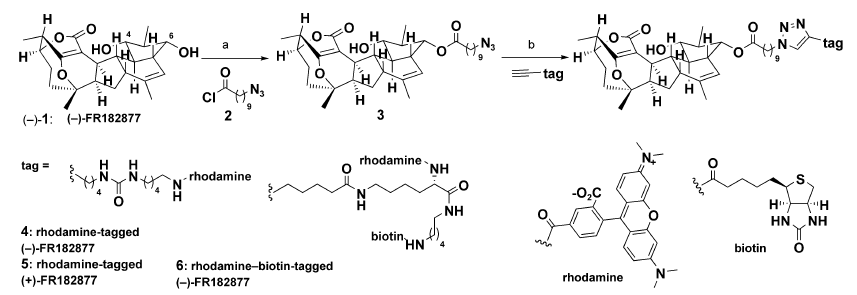 H O O H 4 6 H HO OH a H H O O H HO O O 9 N3 b H H O O H HO O O 9 N N=N tag
O Cl 9 N3 ≡ tag
(–)-1: (–)-FR182877 2 3
tag = 4 H N O H N 4 N H rhodamine
rhodamine NH O N H O NH biotin HN 4
N+ -O2C O O N
O S H H HN NH O
4: rhodamine-tagged
(–)-FR182877
5: rhodamine-tagged
(+)-FR182877
6: rhodamine–biotin-tagged
(–)-FR182877
rhodamine
biotin